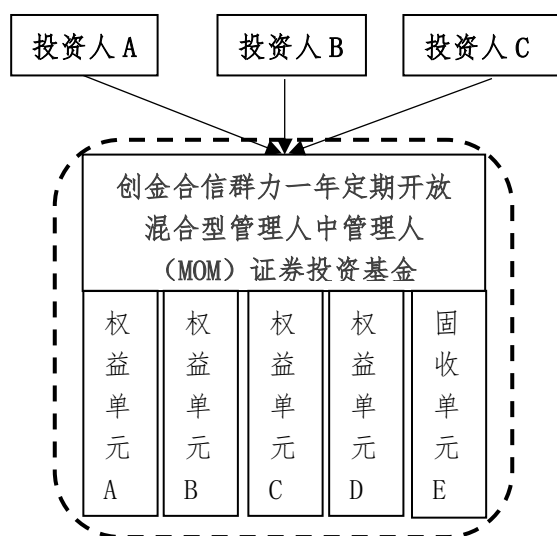 投资人 A
投资人 B
投资人 C
创金合信群力一年定期开放
混合型管理人中管理人
（MOM）证券投资基金
权益单元 A
权益单元 B
权益单元 C
权益单元 D
固收单元 E